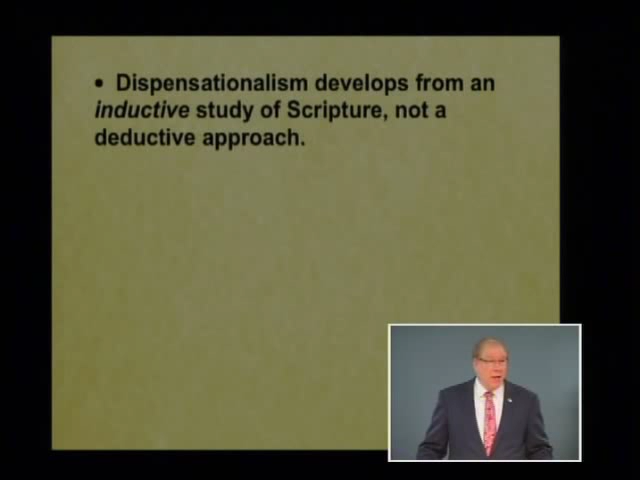 • Dispensationalism develops from an
inductive study of Scripture, not a
deductive approach.